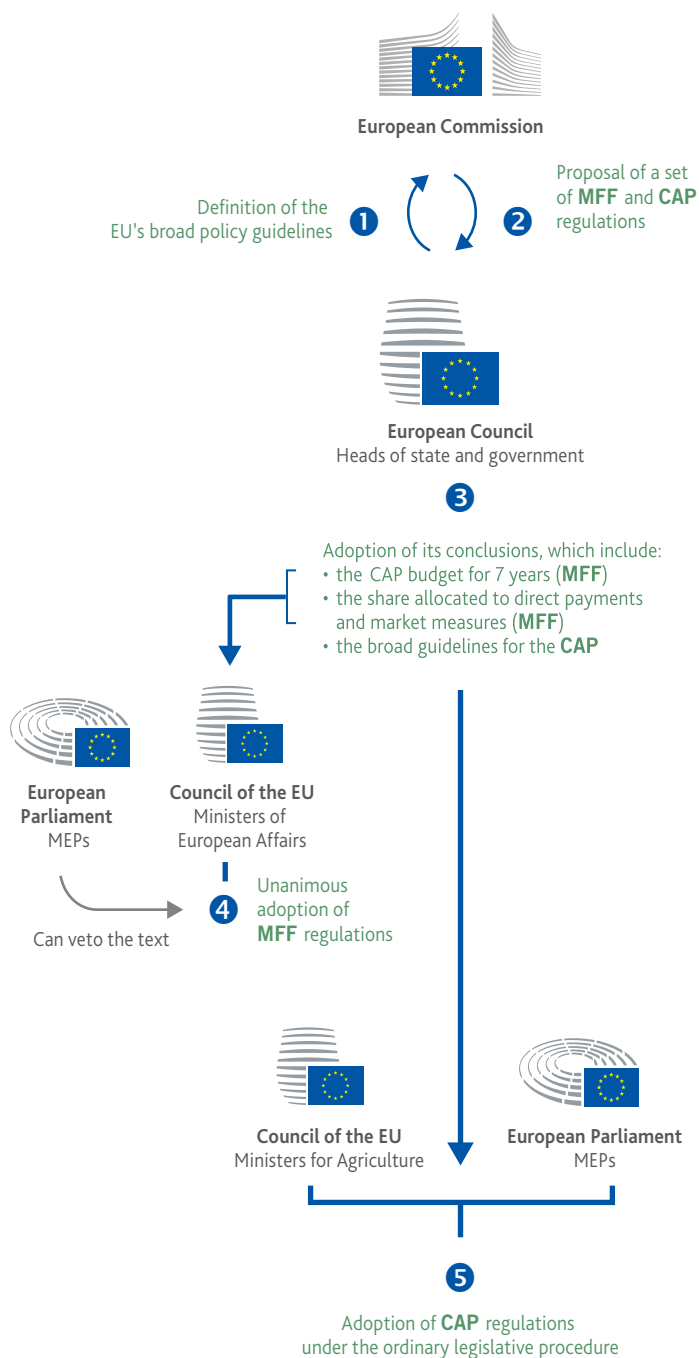 European Commission
Definition of the
EU's broad policy guidelines
1
2
Proposal of a set
of MFF and CAP
regulations
European Council
Heads of state and government
3
Adoption of its conclusions, which include:
• the CAP budget for 7 years (MFF)
• the share allocated to direct payments
and market measures (MFF)
• the broad guidelines for the CAP
European
Parliament
MEPs
Council of the EU
Ministers of
European Affairs
Can veto the text
4
Unanimous
adoption of
MFF regulations
Council of the EU
Ministers for Agriculture
European Parliament
MEPs
5
Adoption of CAP regulations
under the ordinary legislative procedure